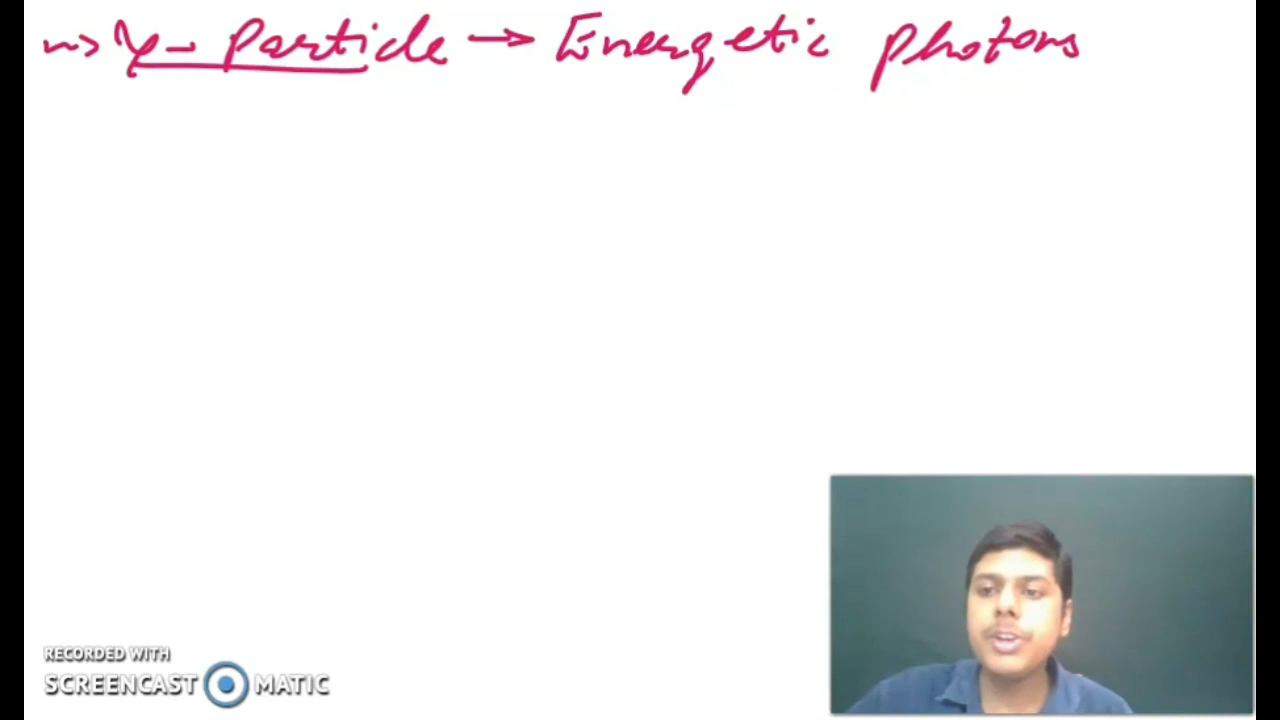 γ- Particle → Energetic photons
RECORDED WITH
SCREENCAST MATIC